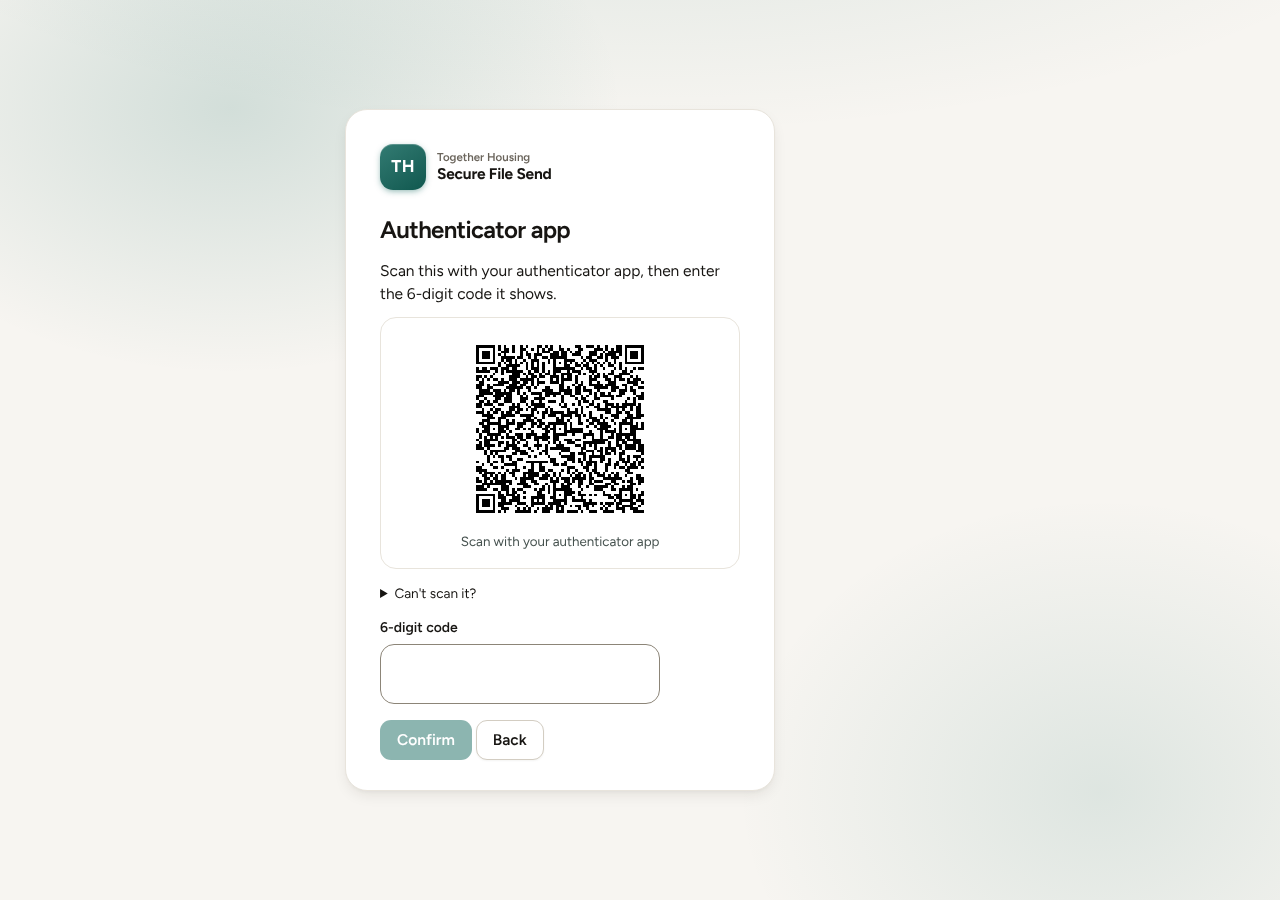 TH
Together Housing
Secure File Send
Authenticator app
Scan this with your authenticator app, then enter
the 6-digit code it shows.
Scan with your authenticator app
Can't scan it?
6-digit code
Confirm
Back